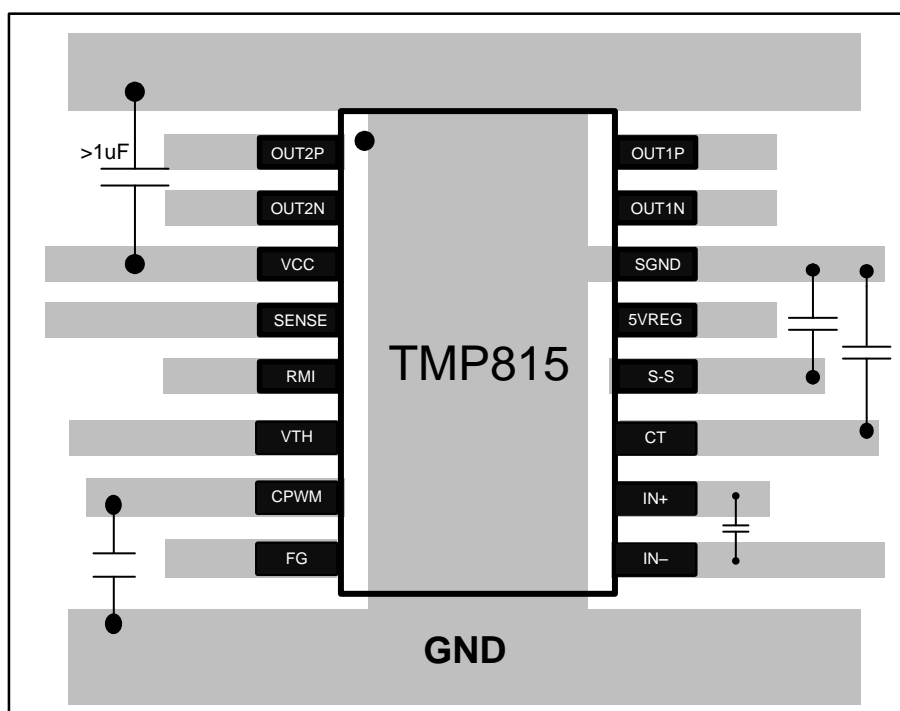 >1uF
OUT2P
OUT2N
VCC
SENSE
RMI
VTH
CPWM
FG
TMP815
OUT1P
OUT1N
SGND
5VREG
S-S
CT
IN+
IN–
GND